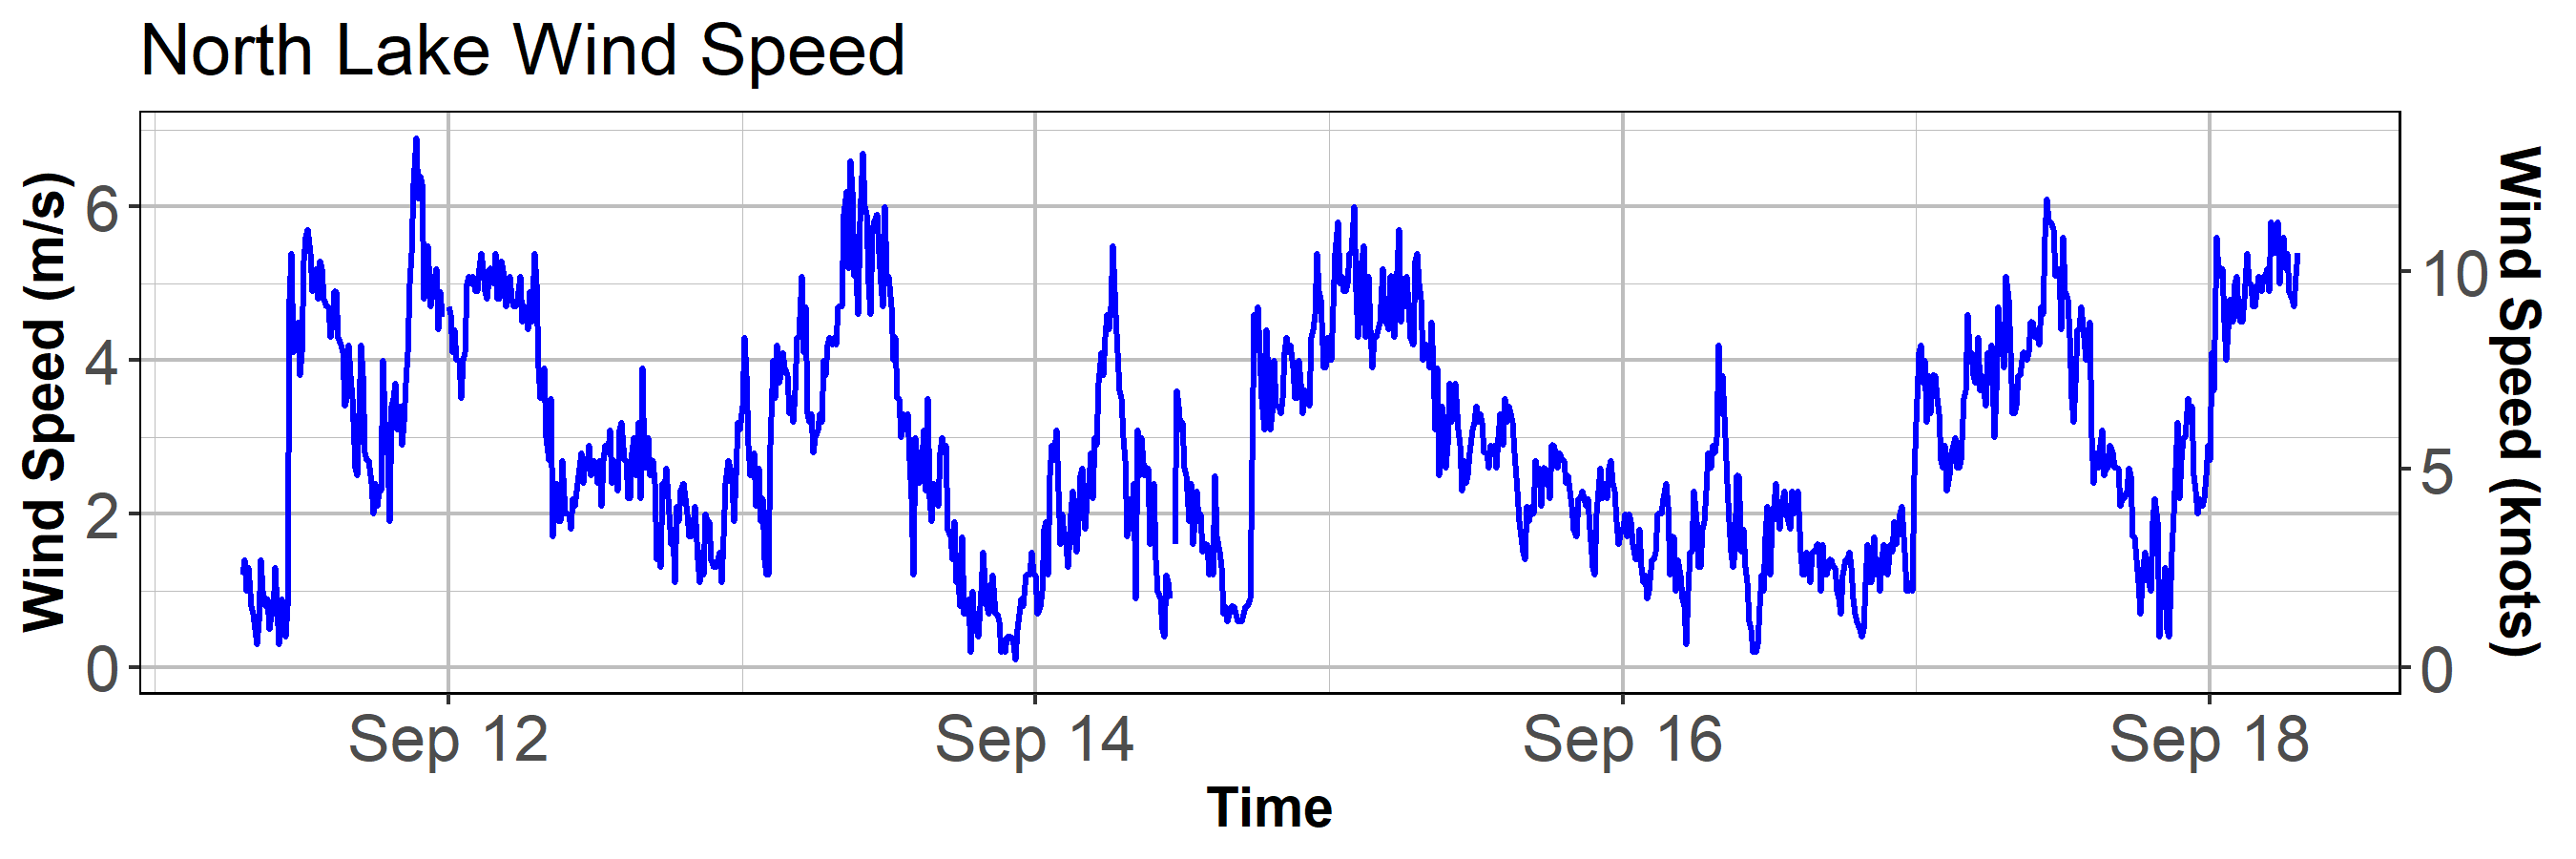 North Lake Wind Speed
Wind Speed (m/s)
6
4
2
0
Wind Speed (knots)
10
5
0
Sep 12
Sep 14
Sep 16
Sep 18
Time